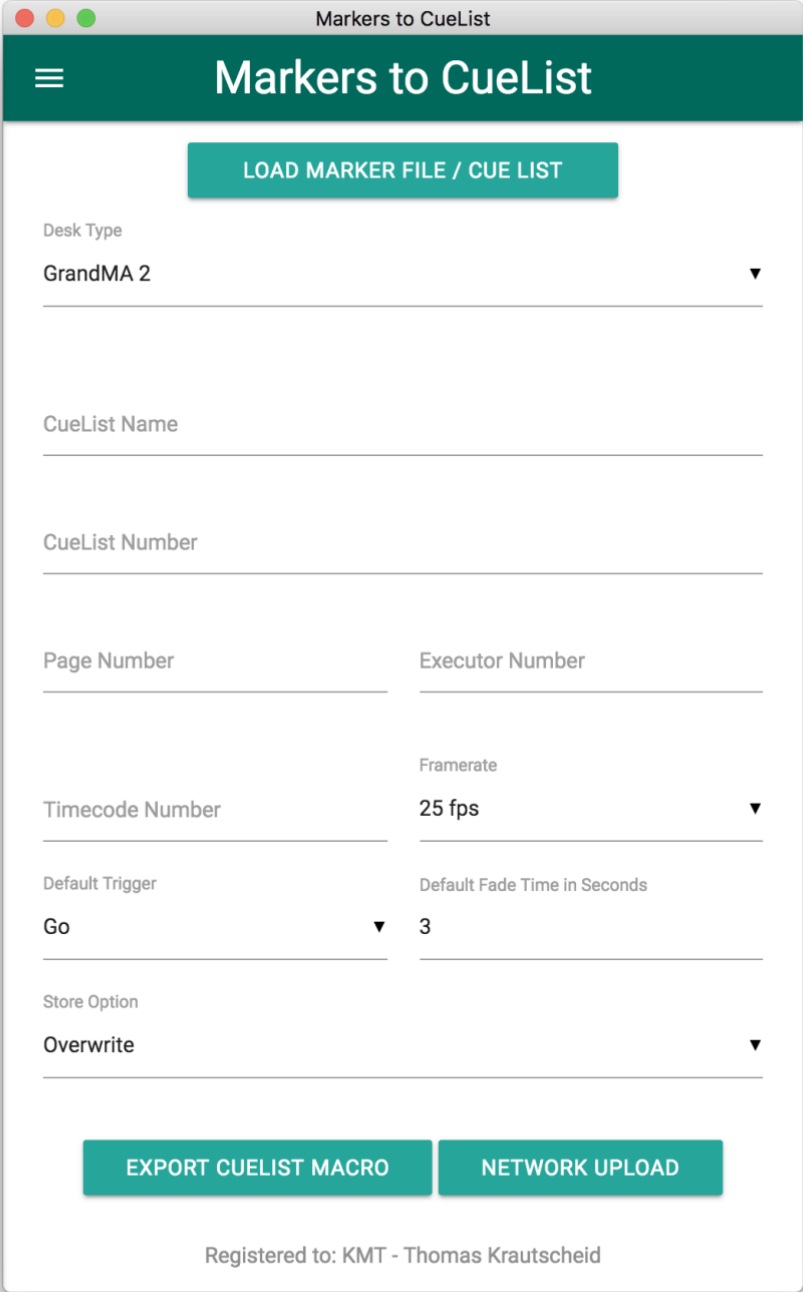 Markers to CueList
Markers to CueList
LOAD MARKER FILE / CUE LIST
Desk Type
GrandMA 2
CueList Name
CueList Number
Page Number
Executor Number
Timecode Number
Framerate
25 fps
Default Trigger
Go
Default Fade Time in Seconds
3
Store Option
Overwrite
EXPORT CUELIST MACRO
NETWORK UPLOAD
Registered to: KMT - Thomas Krautscheid